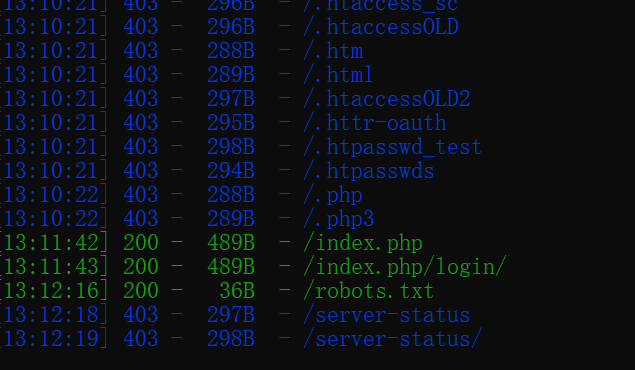 [13:10:21] 403 -   296B  - /.htaccess_sc
[13:10:21] 403 -   296B  - /.htaccessOLD
[13:10:21] 403 -   288B  - /.htm
[13:10:21] 403 -   289B  - /.html
[13:10:21] 403 -   297B  - /.htaccessOLD2
[13:10:21] 403 -   295B  - /.httr-oauth
[13:10:21] 403 -   298B  - /.htpasswd_test
[13:10:21] 403 -   294B  - /.htpasswds
[13:10:22] 403 -   288B  - /.php
[13:10:22] 403 -   289B  - /.php3
[13:11:42] 200 -   489B  - /index.php
[13:11:43] 200 -   489B  - /index.php/login/
[13:12:16] 200 -    36B  - /robots.txt
[13:12:18] 403 -   297B  - /server-status
[13:12:19] 403 -   298B  - /server-status/